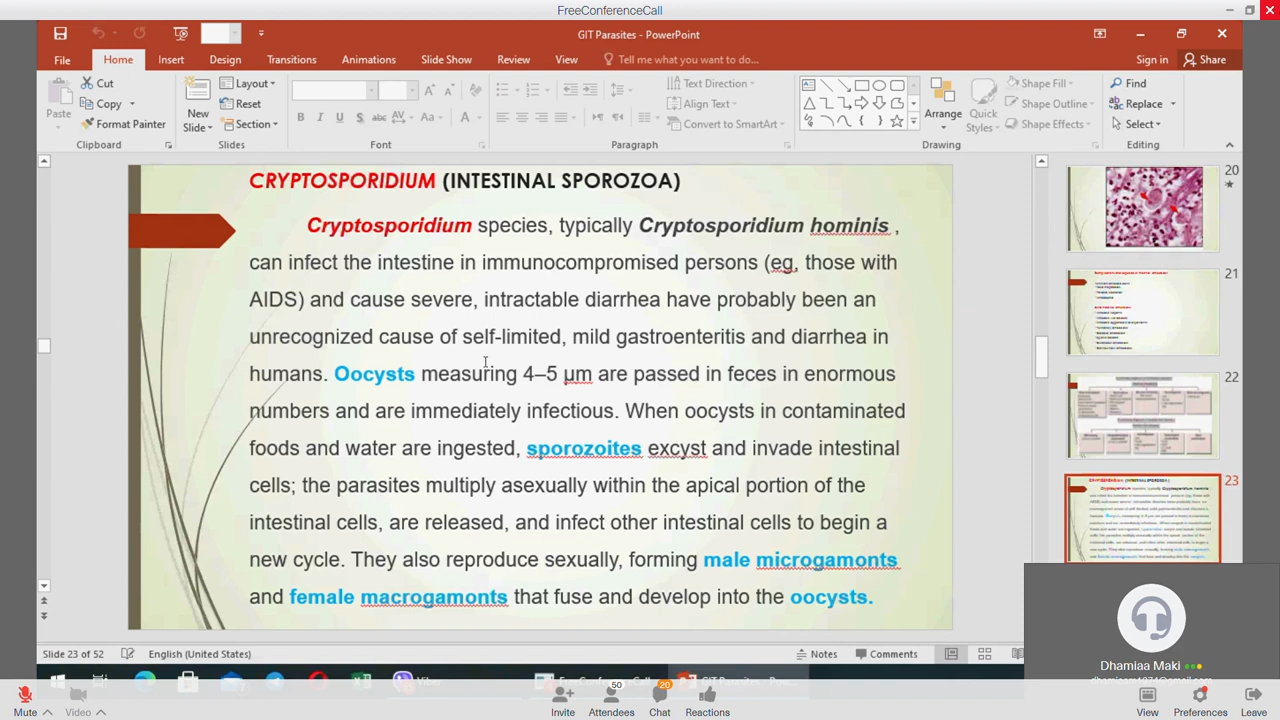 FreeConferenceCall
GIT Parasites - PowerPoint
File Home Insert Design Transitions Animations Slide Show Review View Tell me what you want to do... Sign in Share
Paste
Cut
Copy
Format Painter
Clipboard
New Slide
Layout
Reset
Section
Slides
B I U S abc AV Aa A
Font
Text Direction
Align Text
Convert to SmartArt
Paragraph
Arrange
Quick Styles
Shape Fill
Shape Outline
Shape Effects
Drawing
Find
Replace
Select
Editing
CRYPTOSPORIDIUM (INTESTINAL SPOROZOA)
Cryptosporidium species, typically Cryptosporidium hominis ,
can infect the intestine in immunocompromised persons (eg, those with
AIDS) and cause severe, intractable diarrhea have probably been an
unrecognized cause of self-limited, mild gastroenteritis and diarrhea in
humans. Oocysts measuring 4–5 μm are passed in feces in enormous
numbers and are immediately infectious. When oocysts in contaminated
foods and water are ingested, sporozoites excyst and invade intestinal
cells; the parasites multiply asexually within the apical portion of the
intestinal cells, are released, and infect other intestinal cells to begin a
new cycle. They also reproduce sexually, forming male microgamonts
and female macrogamonts that fuse and develop into the oocysts.
20
21
22
23
Slide 23 of 52 English (United States) Notes Comments
Dhamiaa Maki
Viber
Mute Video Invite 50 Attendees 20 Chat Reactions View Preferences Leave